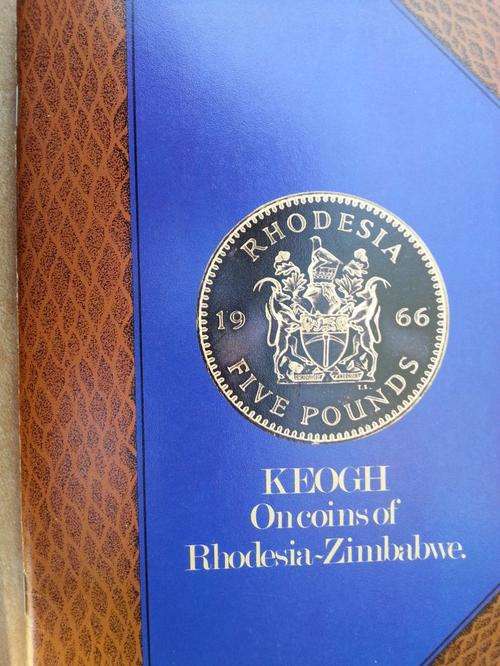 RHODESIA
19 66
FIVE POUNDS
KEOGH
On coins of
Rhodesia-Zimbabwe.